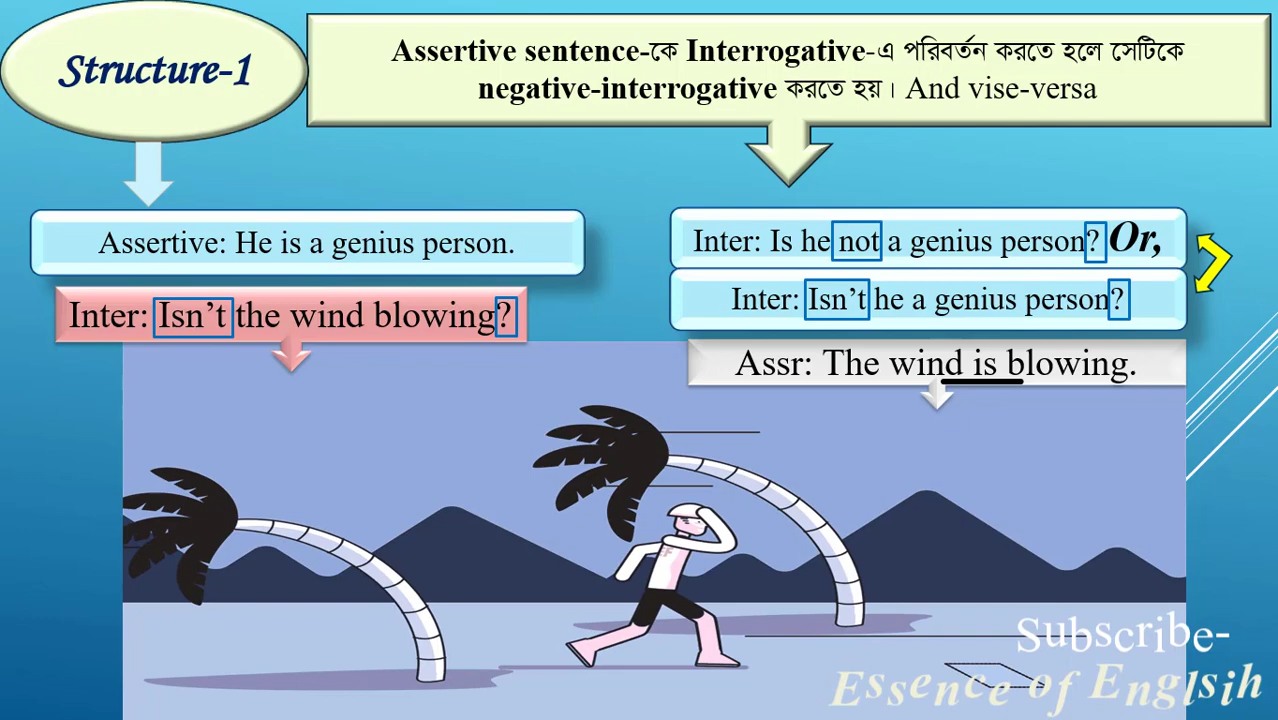 Structure-1
Assertive sentence-কে Interrogative-এ পরিবর্তন করতে হলে সেটিকে
negative-interrogative করতে হয়। And vise-versa
Assertive: He is a genius person.
Inter: Is he not a genius person? Or,
Inter: Isn't he a genius person?
Inter: Isn't the wind blowing?
Assr: The wind is blowing.
Subscribe-
Essence of Englsih